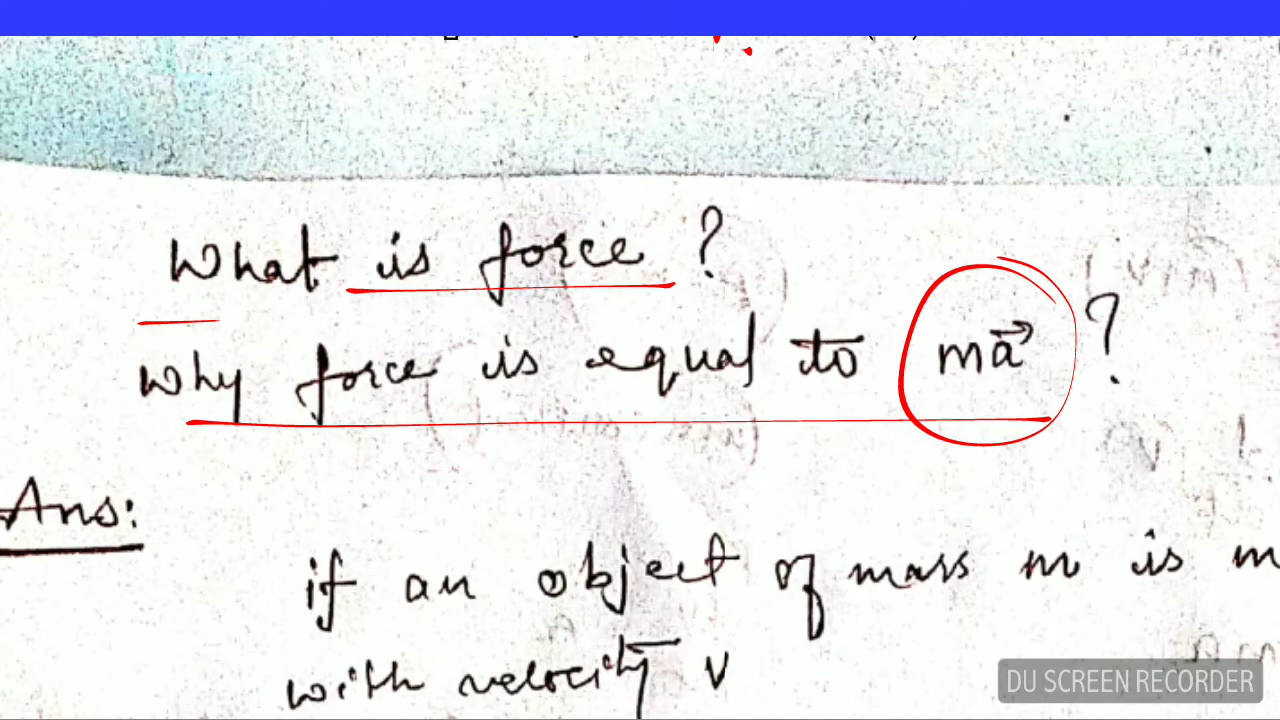 What is force ?
Why force is equal to ma⃗ ?
Ans:
if an object of mass m is m
with velocity v
DU SCREEN RECORDER